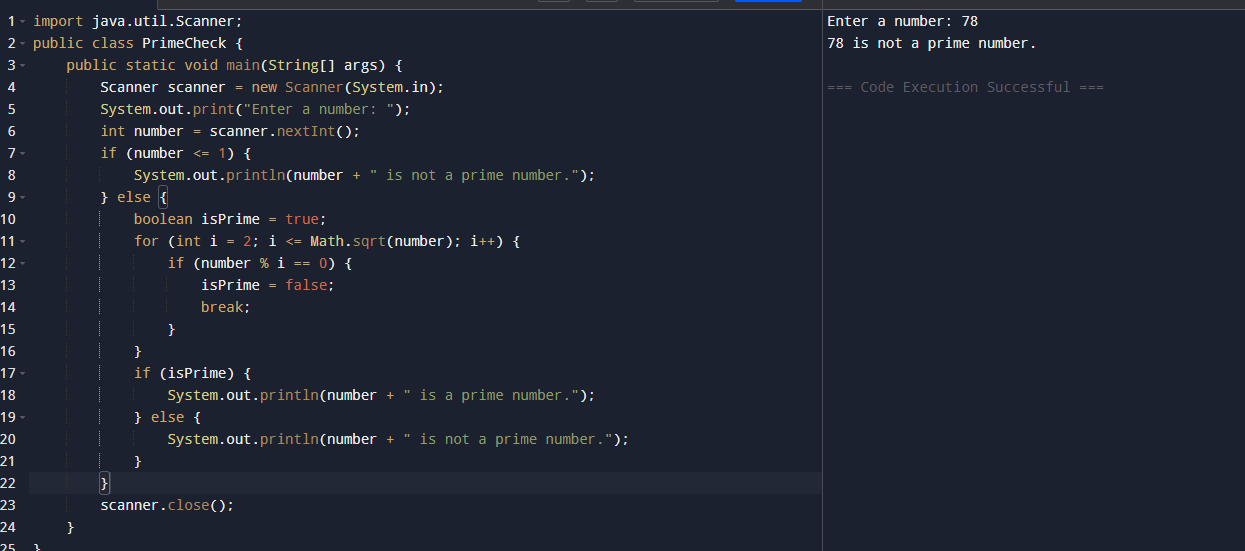 1 import java.util.Scanner;
2 public class PrimeCheck {
3     public static void main(String[] args) {
4         Scanner scanner = new Scanner(System.in);
5         System.out.print("Enter a number: ");
6         int number = scanner.nextInt();
7         if (number <= 1) {
8             System.out.println(number + " is not a prime number.");
9         } else {
10             boolean isPrime = true;
11             for (int i = 2; i <= Math.sqrt(number); i++) {
12                 if (number % i == 0) {
13                     isPrime = false;
14                     break;
15                 }
16             }
17             if (isPrime) {
18                 System.out.println(number + " is a prime number.");
19             } else {
20                 System.out.println(number + " is not a prime number.");
21             }
22         }
23         scanner.close();
24     }
25 }
Enter a number: 78
78 is not a prime number.
=== Code Execution Successful ===